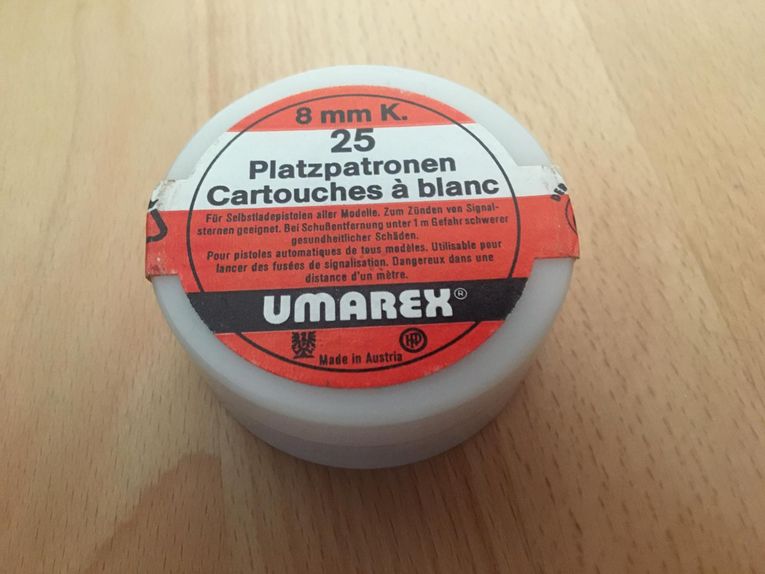 8 mm K.
25
Platzpatronen
Cartouches à blanc
Für Selbstladepistolen aller Modelle. Zum Zünden von Signal-
sternen geeignet. Bei Schußentfernung unter 1 m Gefahr schwerer
gesundheitlicher Schäden.
Pour pistoles automatiques de tous modèles. Utilisable pour
lancer des fusées de signalisation. Dangereux dans une
distance d'un mètre.
UMAREX®
Made in Austria